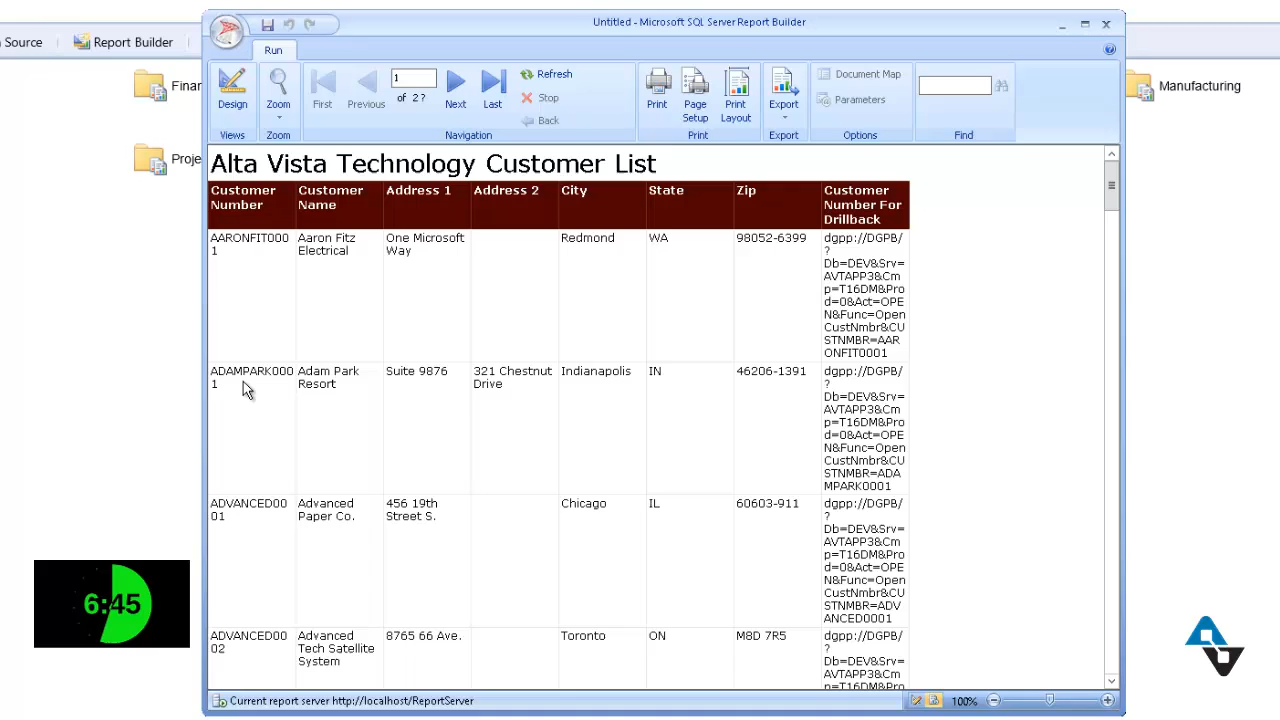 Untitled - Microsoft SQL Server Report Builder
Source
Report Builder
Run
Design
Zoom
First
Previous
1
of 2 ?
Next
Last
Refresh
Stop
Back
Print
Page Setup
Print Layout
Export
Document Map
Parameters
Views
Zoom
Navigation
Print
Export
Options
Find
Finan
Manufacturing
Proje
Alta Vista Technology Customer List
Customer Number
Customer Name
Address 1
Address 2
City
State
Zip
Customer Number For Drillback
AARONFIT000
1
Aaron Fitz
Electrical
One Microsoft
Way
Redmond
WA
98052-6399
dgpp://DGPB/
?
Db=DEV&Srv=
AVTAPP3&Cm
p=T16DM&Pro
d=0&Act=OPE
N&Func=Open
CustNmbr&CU
STNMBR=AAR
ONFIT0001
ADAMPARK000
1
Adam Park
Resort
Suite 9876
321 Chestnut
Drive
Indianapolis
IN
46206-1391
dgpp://DGPB/
?
Db=DEV&Srv=
AVTAPP3&Cm
p=T16DM&Pro
d=0&Act=OPE
N&Func=Open
CustNmbr&CU
STNMBR=ADA
MPARK0001
ADVANCED00
01
Advanced
Paper Co.
456 19th
Street S.
Chicago
IL
60603-911
dgpp://DGPB/
?
Db=DEV&Srv=
AVTAPP3&Cm
p=T16DM&Pro
d=0&Act=OPE
N&Func=Open
CustNmbr&CU
STNMBR=ADV
ANCED0001
ADVANCED00
02
Advanced
Tech Satellite
System
8765 66 Ave.
Toronto
ON
M8D 7R5
dgpp://DGPB/
?
Db=DEV&Srv=
AVTAPP3&Cm
p=T16DM&Pro
6:45
Current report server http://localhost/ReportServer
100%